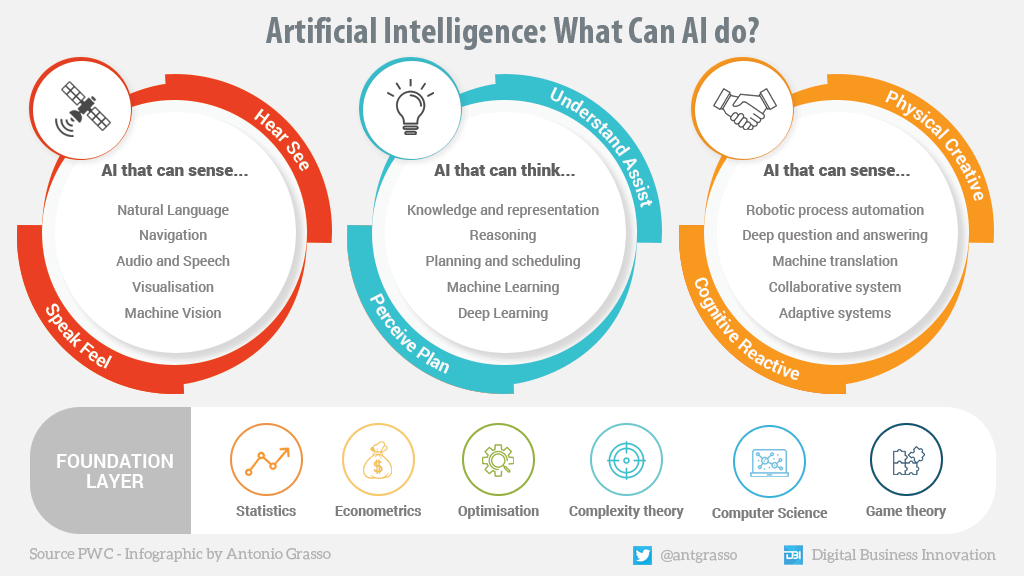 Artificial Intelligence: What Can AI do?
Hear See
AI that can sense...
Natural Language
Navigation
Audio and Speech
Visualisation
Machine Vision
Speak Feel
Understand Assist
AI that can think...
Knowledge and representation
Reasoning
Planning and scheduling
Machine Learning
Deep Learning
Perceive Plan
Physical Creative
AI that can sense...
Robotic process automation
Deep question and answering
Machine translation
Collaborative system
Adaptive systems
Cognitive Reactive
FOUNDATION
LAYER
$
Statistics
Econometrics
Optimisation
Complexity theory
Computer Science
Game theory
Source PWC - Infographic by Antonio Grasso
@antgrasso
DBI
Digital Business Innovation